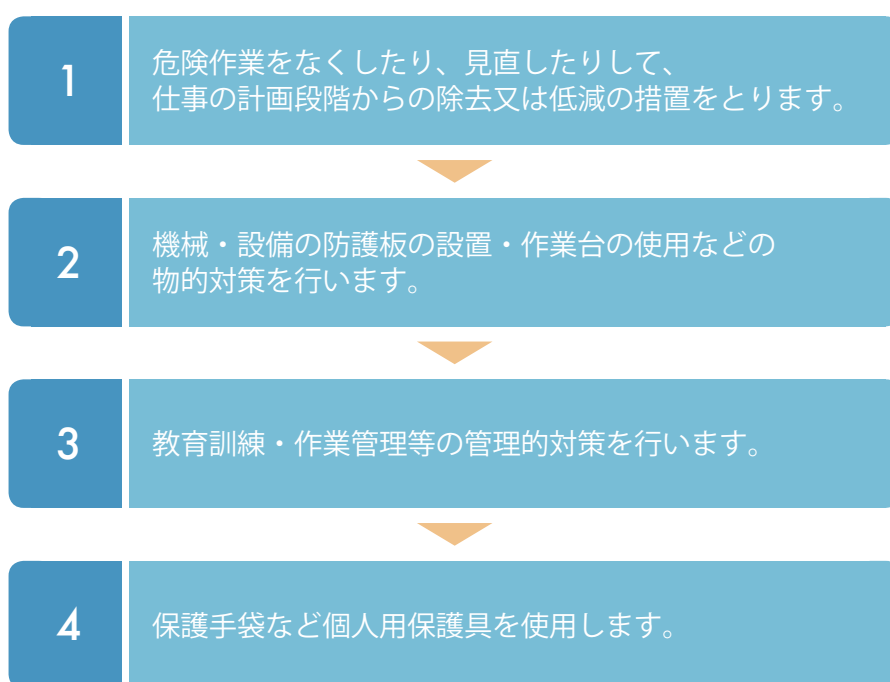 1
危険作業をなくしたり、見直したりして、
仕事の計画段階からの除去又は低減の措置をとります。
2
機械・設備の防護板の設置・作業台の使用などの
物的対策を行います。
3
教育訓練・作業管理等の管理的対策を行います。
4
保護手袋など個人用保護具を使用します。